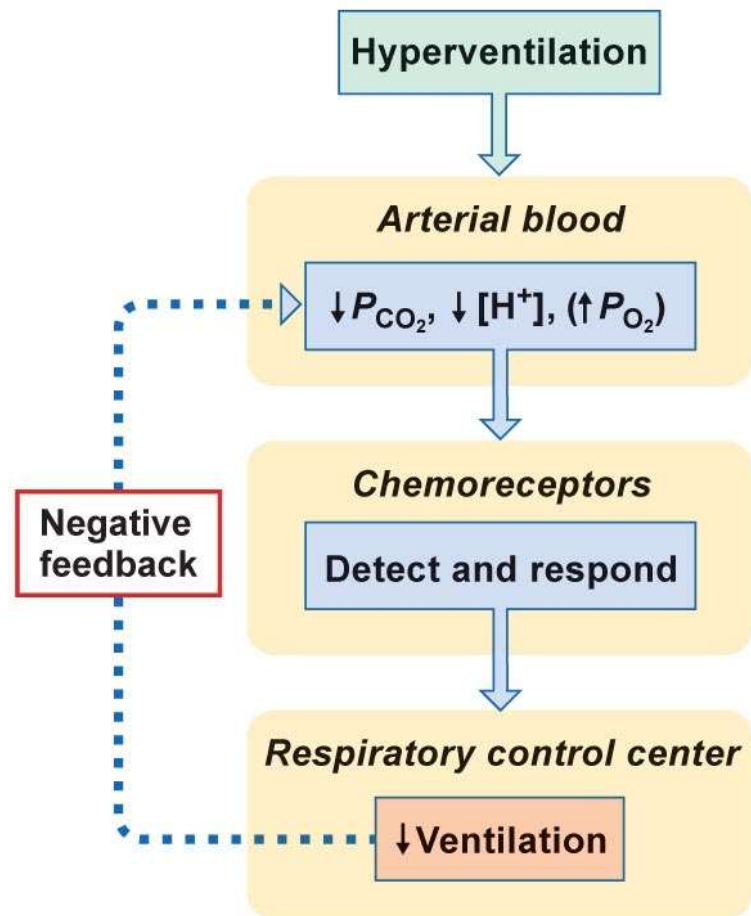 Hyperventilation
Arterial blood
↓PCO₂, ↓[H⁺], (↑PO₂)
Chemoreceptors
Negative
feedback
Detect and respond
Respiratory control center
↓Ventilation